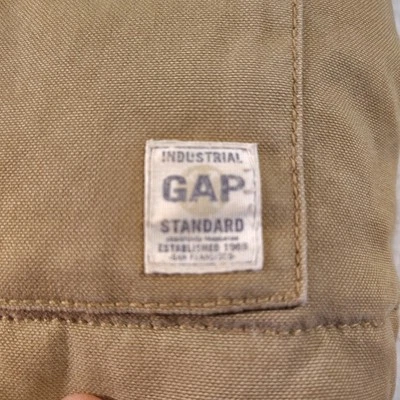 INDUSTRIAL
GAP
STANDARD
ESTABLISHED 1969
SAN FRANCISCO